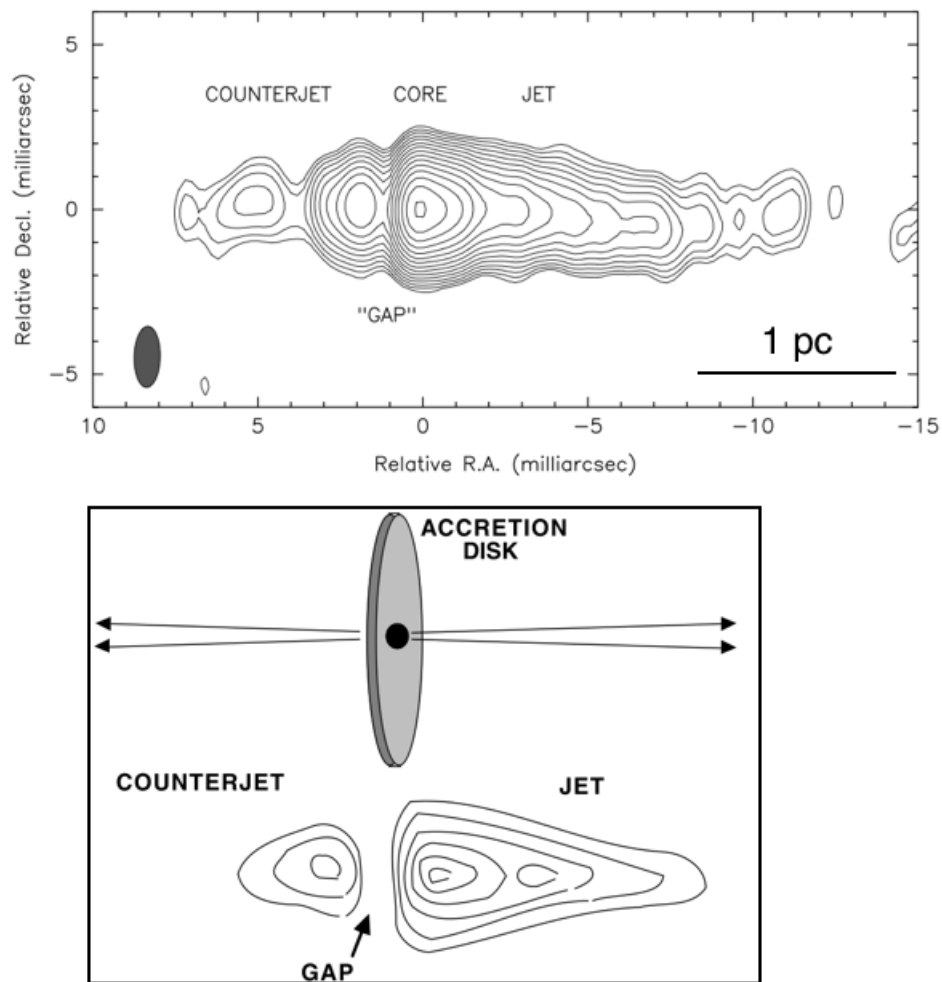 COUNTERJET CORE JET
"GAP"
1 pc
5
0
−5
Relative Decl. (milliarcsec)
10 5 0 −5 −10 −15
Relative R.A. (milliarcsec)
ACCRETION
DISK
COUNTERJET JET
GAP